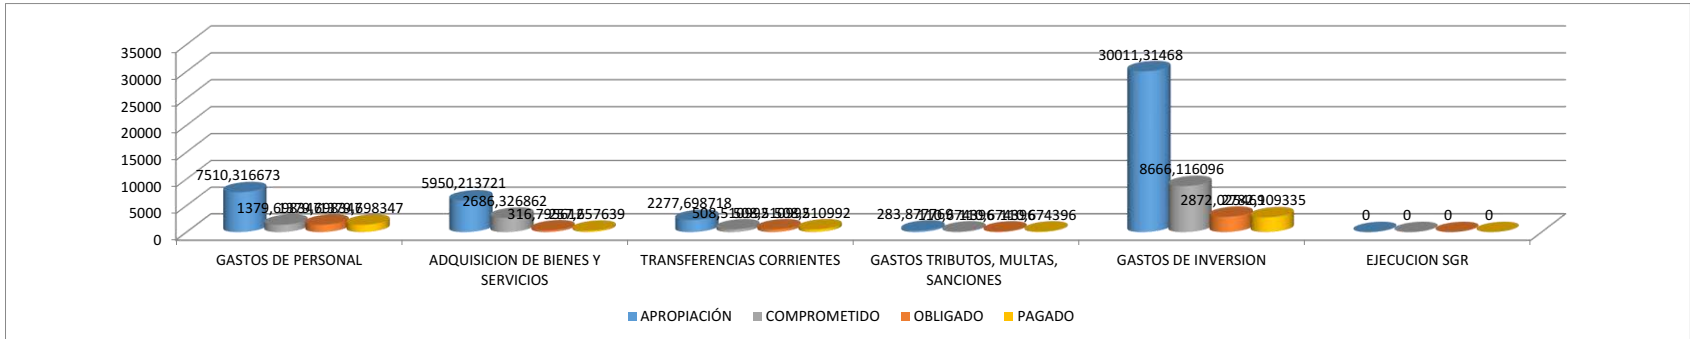 35000
30000
25000
20000
15000
10000
5000
0
30011,31468
7510,316673
5950,213721
8666,116096
2686,326862
2277,698718
0 0 0 0
GASTOS DE PERSONAL
ADQUISICION DE BIENES Y
SERVICIOS
TRANSFERENCIAS CORRIENTES
GASTOS TRIBUTOS, MULTAS,
SANCIONES
GASTOS DE INVERSION
EJECUCION SGR
APROPIACIÓN COMPROMETIDO OBLIGADO PAGADO